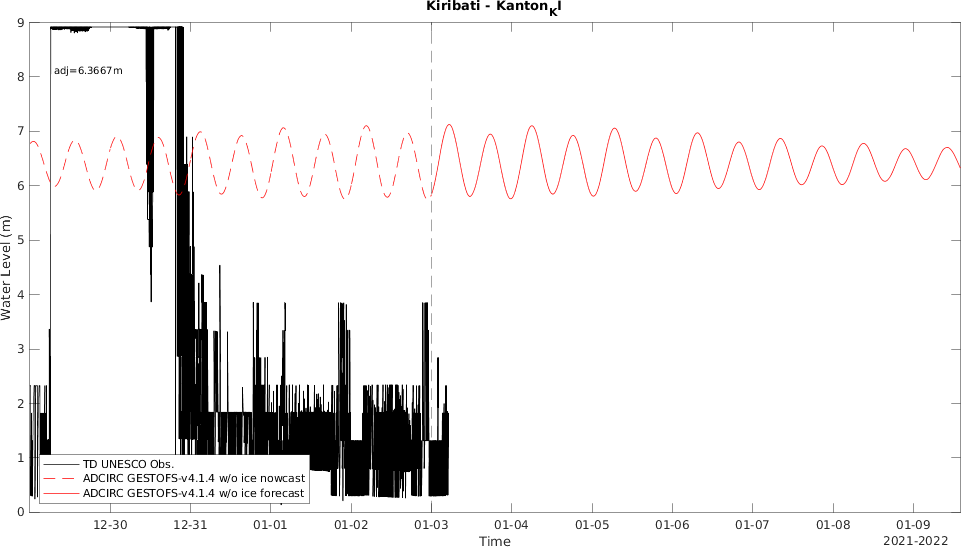 Kiribati - Kanton_KI
9
8
adj=6.3667m
7
6
5
4
3
2
1
0
Water Level (m)
TD UNESCO Obs.
ADCIRC GESTOFS-v4.1.4 w/o ice nowcast
ADCIRC GESTOFS-v4.1.4 w/o ice forecast
12-30 12-31 01-01 01-02 01-03 01-04 01-05 01-06 01-07 01-08 01-09
Time
2021-2022